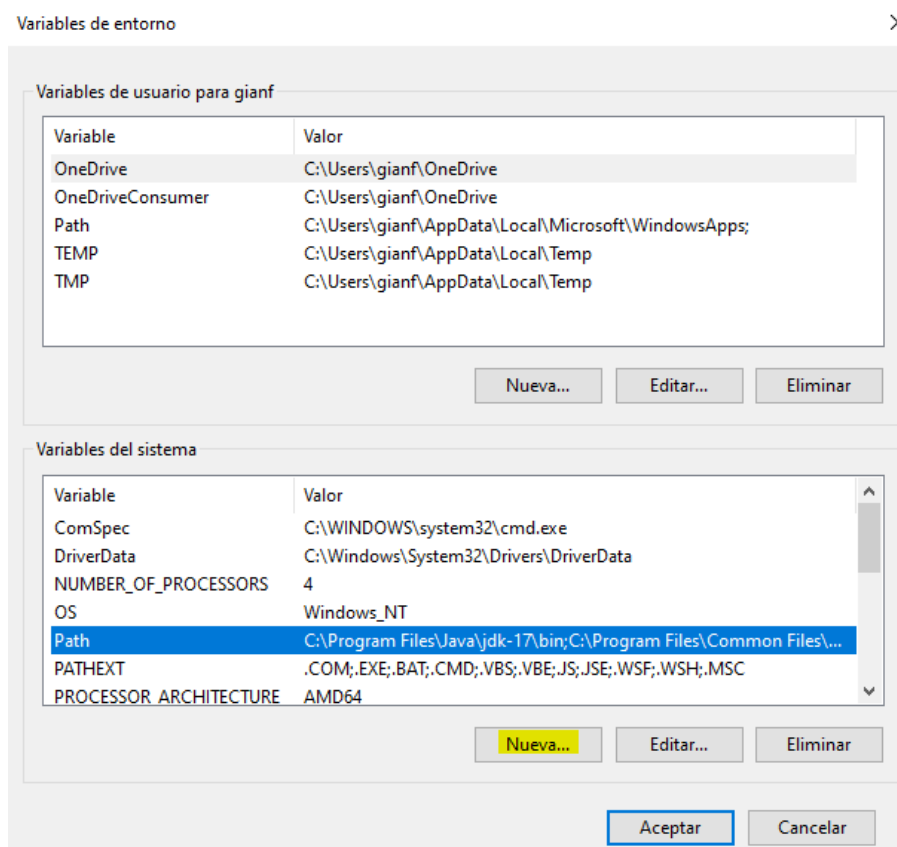 Variables de entorno
Variables de usuario para gianf
Variable Valor
OneDrive C:\Users\gianf\OneDrive
OneDriveConsumer C:\Users\gianf\OneDrive
Path C:\Users\gianf\AppData\Local\Microsoft\WindowsApps;
TEMP C:\Users\gianf\AppData\Local\Temp
TMP C:\Users\gianf\AppData\Local\Temp
Nueva... Editar... Eliminar
Variables del sistema
Variable Valor
ComSpec C:\WINDOWS\system32\cmd.exe
DriverData C:\Windows\System32\Drivers\DriverData
NUMBER_OF_PROCESSORS 4
OS Windows_NT
Path C:\Program Files\Java\jdk-17\bin;C:\Program Files\Common Files\...
PATHEXT .COM;.EXE;.BAT;.CMD;.VBS;.VBE;.JS;.JSE;.WSF;.WSH;.MSC
PROCESSOR_ARCHITECTURE AMD64
Nueva... Editar... Eliminar
Aceptar Cancelar